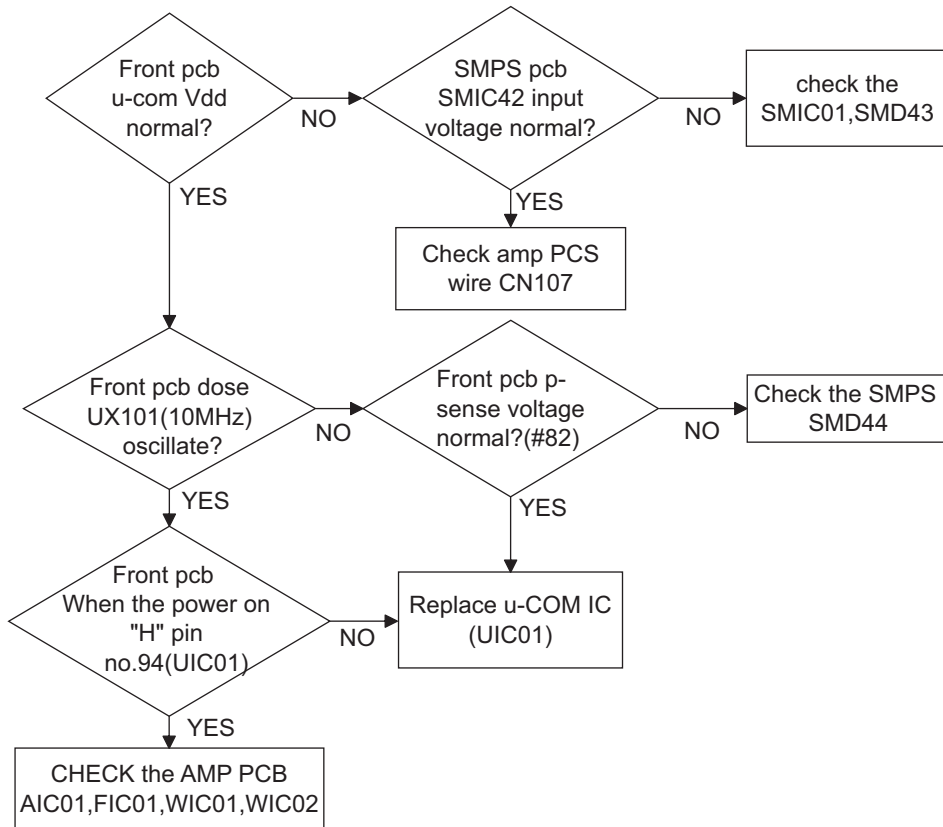 Front pcb
u-com Vdd
normal?
NO
YES
SMPS pcb
SMIC42 input
voltage normal?
NO
YES
check the
SMIC01,SMD43
Check amp PCS
wire CN107
Front pcb dose
UX101(10MHz)
oscillate?
NO
YES
Front pcb p-
sense voltage
normal?(#82)
NO
YES
Check the SMPS
SMD44
Front pcb
When the power on
"H" pin
no.94(UIC01)
NO
YES
Replace u-COM IC
(UIC01)
CHECK the AMP PCB
AIC01,FIC01,WIC01,WIC02